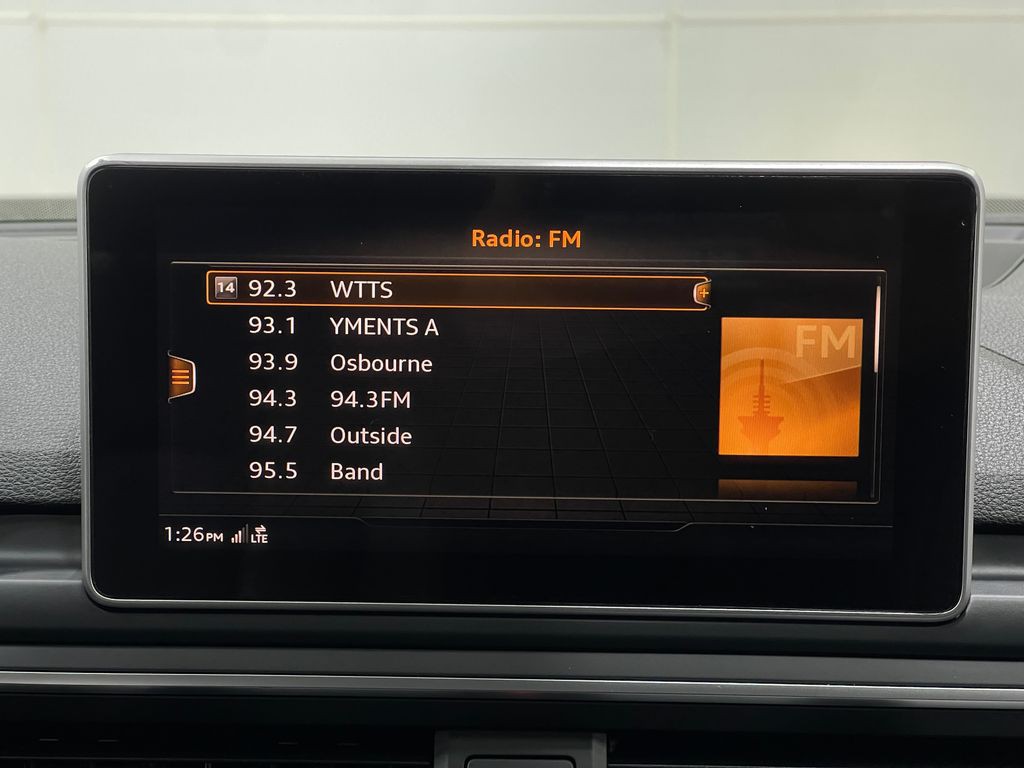 Radio: FM
14 92.3 WTTS +
93.1 YMENTS A
93.9 Osbourne
94.3 94.3FM
94.7 Outside
95.5 Band
FM
1:26PM LTE